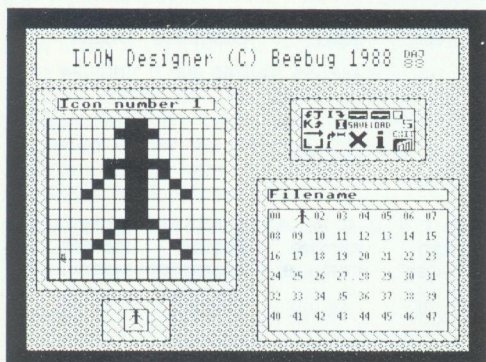 ICON Designer (C) Beebug 1988 DAJ 88
Icon number 1
SAVE LOAD
EXIT
Filename
00 02 03 04 05 06 07
08 09 10 11 12 13 14 15
16 17 18 19 20 21 22 23
24 25 26 27 28 29 30 31
32 33 34 35 36 37 38 39
40 41 42 43 44 45 46 47